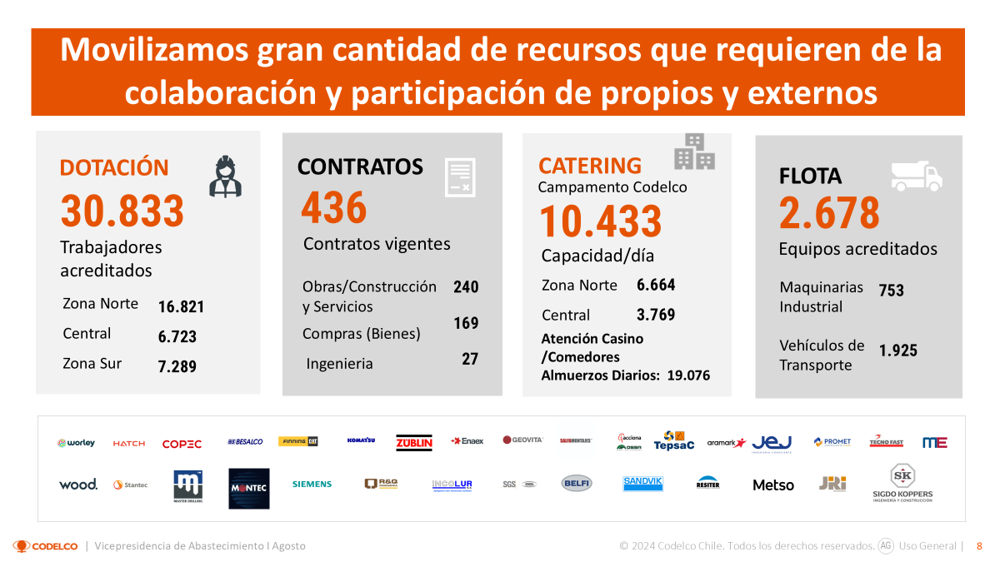 Movilizamos gran cantidad de recursos que requieren de la
colaboración y participación de propios y externos
DOTACIÓN
30.833
Trabajadores
acreditados
Zona Norte 16.821
Central 6.723
Zona Sur 7.289
CONTRATOS
436
Contratos vigentes
Obras/Construcción 240
y Servicios
Compras (Bienes) 169
Ingenieria 27
CATERING
Campamento Codelco
10.433
Capacidad/día
Zona Norte 6.664
Central 3.769
Atención Casino
/Comedores
Almuerzos Diarios: 19.076
FLOTA
2.678
Equipos acreditados
Maquinarias 753
Industrial
Vehículos de 1.925
Transporte
worley HATCH COPEC BESALCO FINNING CAT KOMATSU ZÜBLIN Enaex GEOVITA SALFAMONTAJES acciona OSSA TepsaC aramark JEJ INGENIERÍA CONSCIENTE PROMET TECNO FAST ME
wood. Stantec MASTER DRILLING MONTEC SIEMENS R&Q INCOLUR SGS BELFI SANDVIK RESITER Metso JRI SK SIGDO KOPPERS INGENIERÍA Y CONSTRUCCIÓN
CODELCO | Vicepresidencia de Abastecimiento I Agosto
© 2024 Codelco Chile. Todos los derechos reservados. AG Uso General | 8